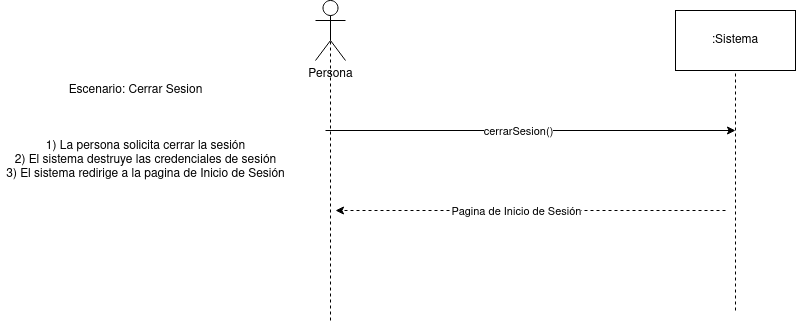 Persona
:Sistema
Escenario: Cerrar Sesion
1) La persona solicita cerrar la sesión
2) El sistema destruye las credenciales de sesión
3) El sistema redirige a la pagina de Inicio de Sesión
cerrarSesion()
Pagina de Inicio de Sesión